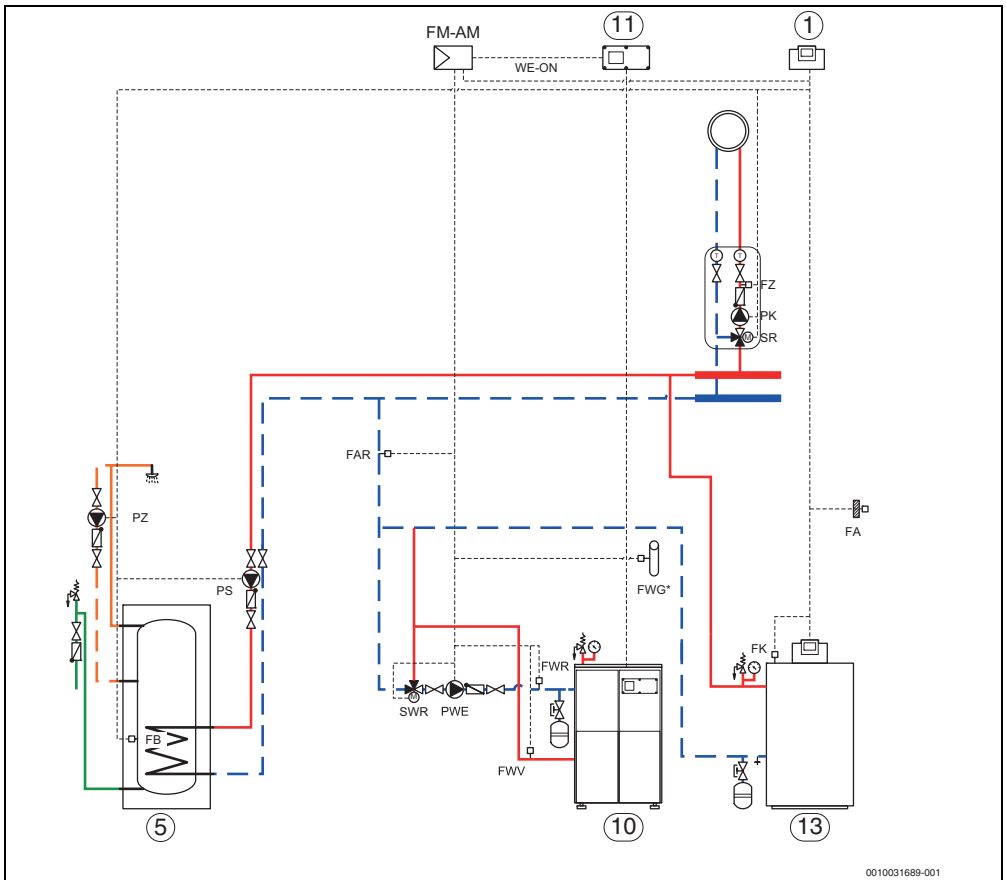 FM-AM
11
1
WE-ON
T
T
FZ
PK
M
SR
FAR
PZ
FA
PS
FWG*
FK
FWR
M
SWR
PWE
FB
FWV
5
10
13
0010031689-001